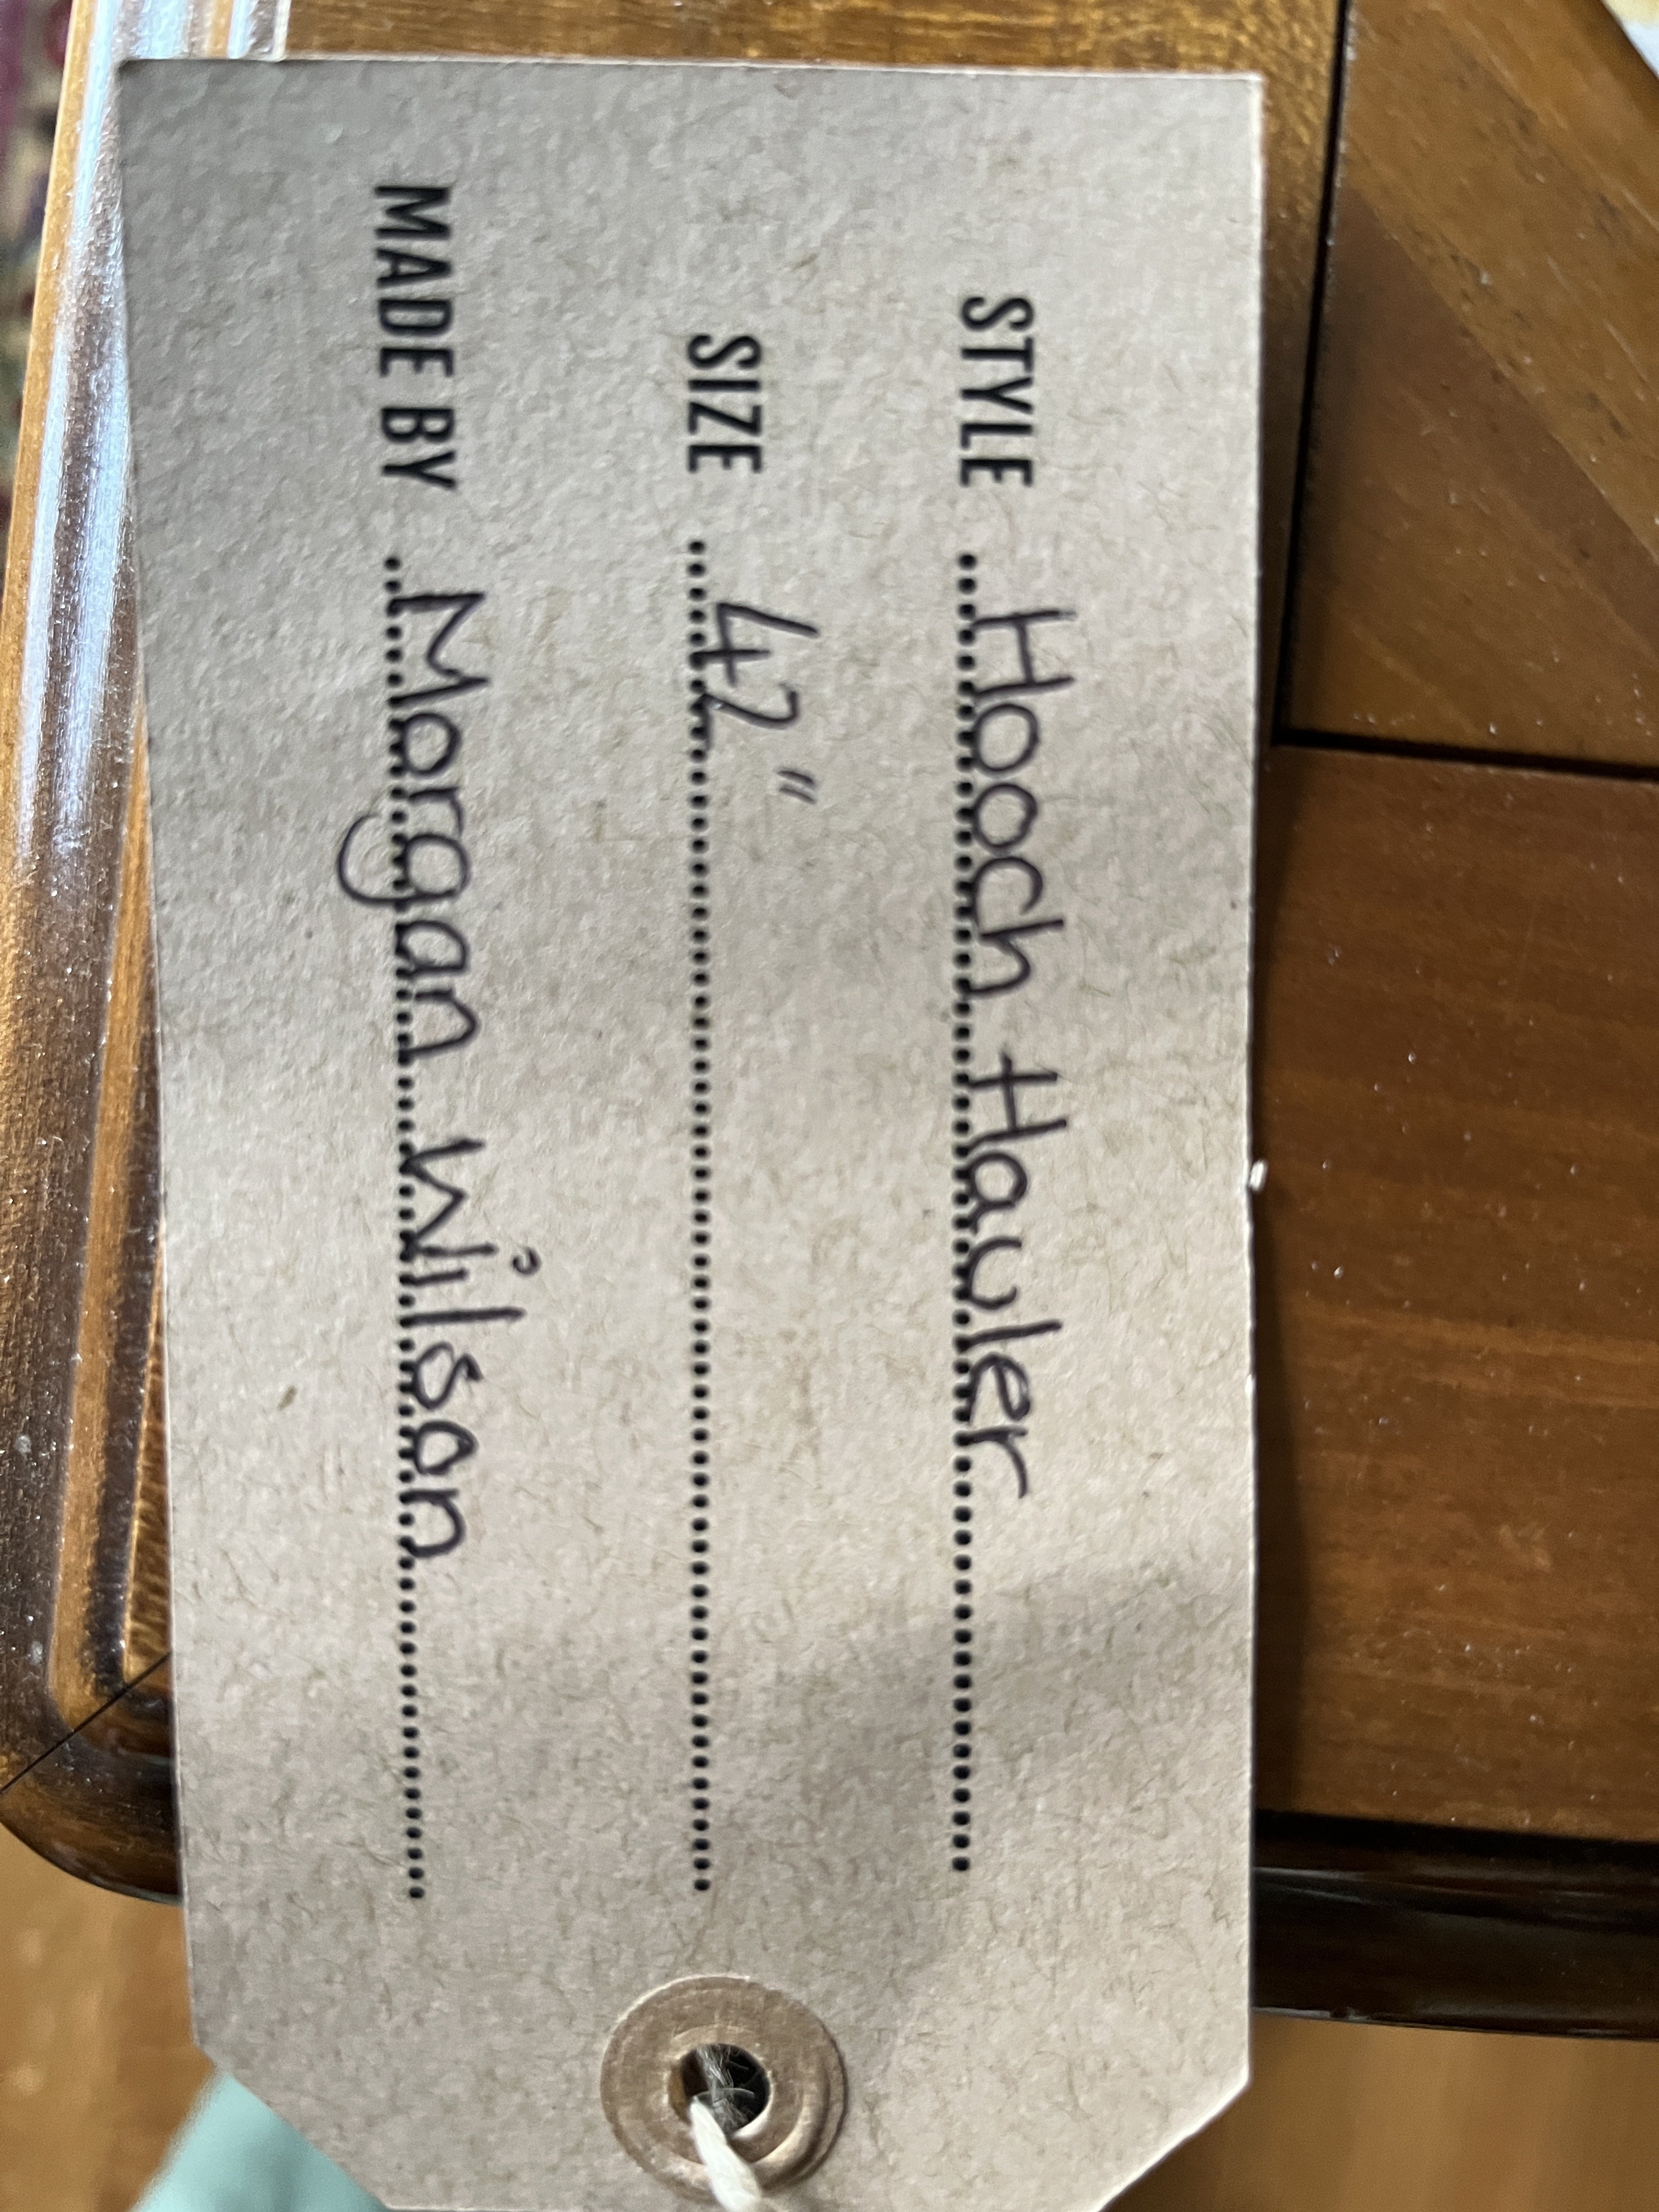 STYLE Hooch Hauler
SIZE 42"
MADE BY Morgan Wilson